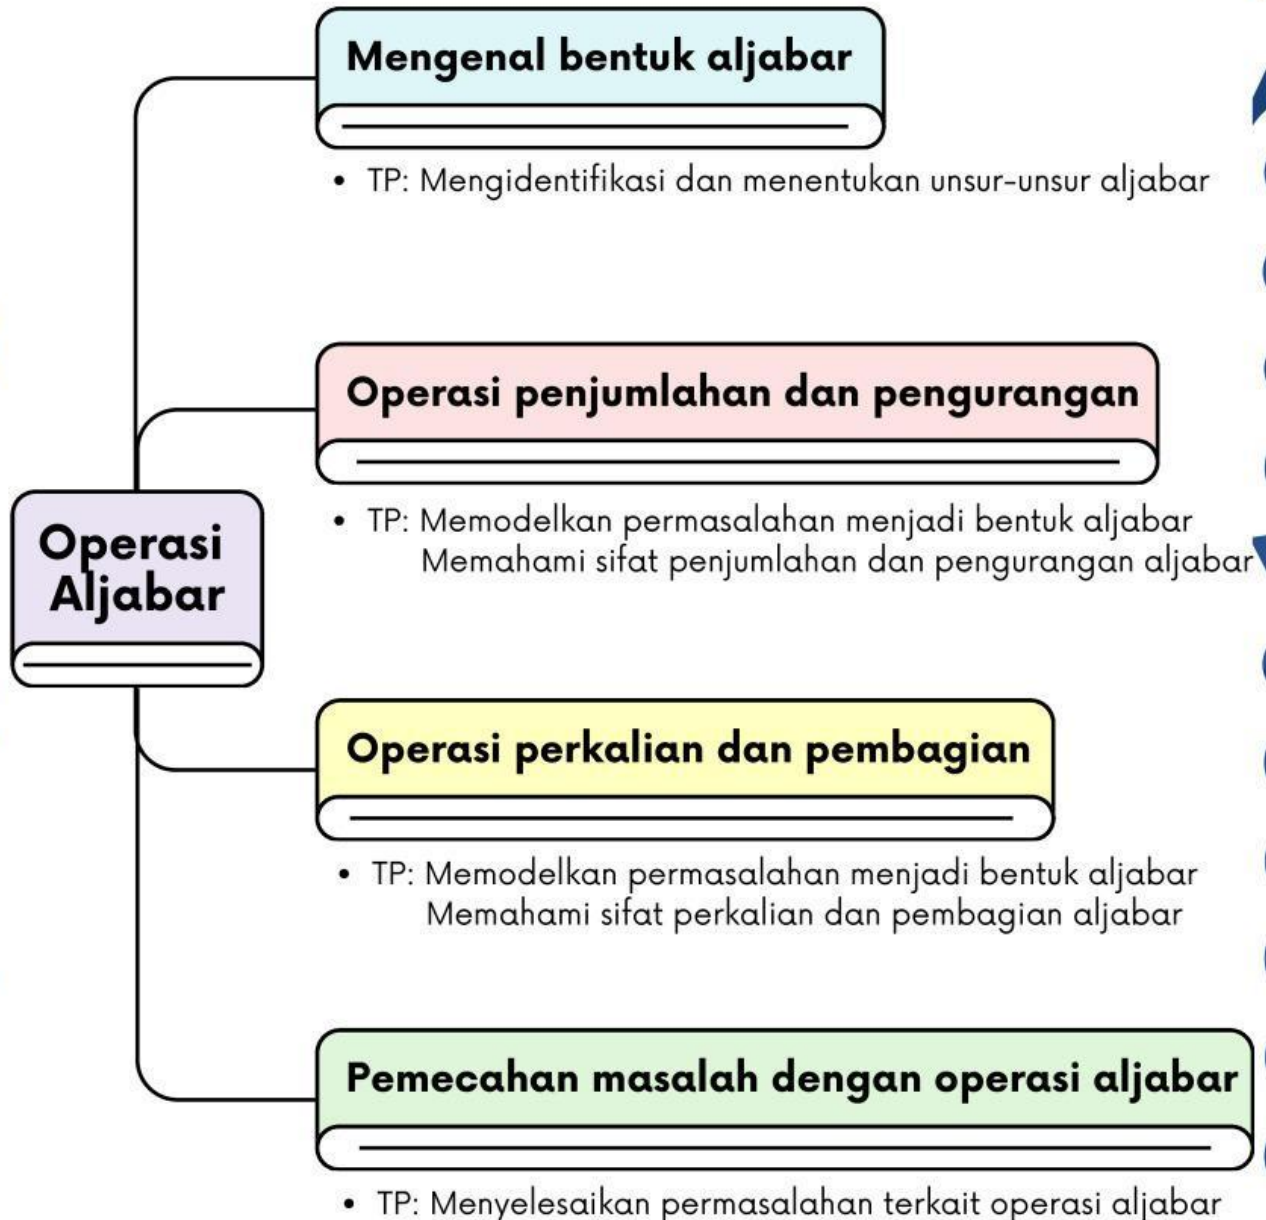 Mengenal bentuk aljabar
• TP: Mengidentifikasi dan menentukan unsur-unsur aljabar
Operasi penjumlahan dan pengurangan
• TP: Memodelkan permasalahan menjadi bentuk aljabar
Memahami sifat penjumlahan dan pengurangan aljabar
Operasi
Aljabar
Operasi perkalian dan pembagian
• TP: Memodelkan permasalahan menjadi bentuk aljabar
Memahami sifat perkalian dan pembagian aljabar
Pemecahan masalah dengan operasi aljabar
• TP: Menyelesaikan permasalahan terkait operasi aljabar